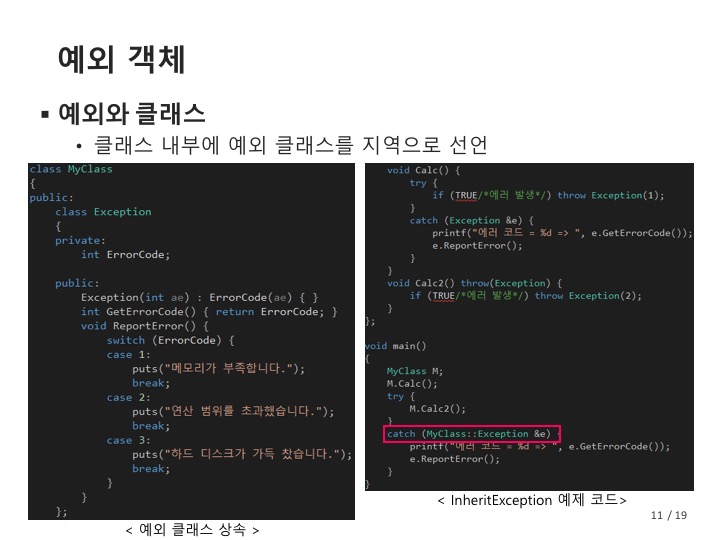 예외 객체
▪ 예외와 클래스
• 클래스 내부에 예외 클래스를 지역으로 선언
class MyClass
{
public:
    class Exception
    {
    private:
        int ErrorCode;

    public:
        Exception(int ae) : ErrorCode(ae) { }
        int GetErrorCode() { return ErrorCode; }
        void ReportError() {
            switch (ErrorCode) {
            case 1:
                puts("메모리가 부족합니다.");
                break;
            case 2:
                puts("연산 범위를 초과했습니다.");
                break;
            case 3:
                puts("하드 디스크가 가득 찼습니다.");
                break;
            }
        }
    };
< 예외 클래스 상속 >
    void Calc() {
        try {
            if (TRUE/*에러 발생*/) throw Exception(1);
        }
        catch (Exception &e) {
            printf("에러 코드 = %d => ", e.GetErrorCode());
            e.ReportError();
        }
    }
    void Calc2() throw(Exception) {
        if (TRUE/*에러 발생*/) throw Exception(2);
    }
};

void main()
{
    MyClass M;
    M.Calc();
    try {
        M.Calc2();
    }
    catch (MyClass::Exception &e) {
        printf("에러 코드 = %d => ", e.GetErrorCode());
        e.ReportError();
    }
}
< InheritException 예제 코드>
11 / 19